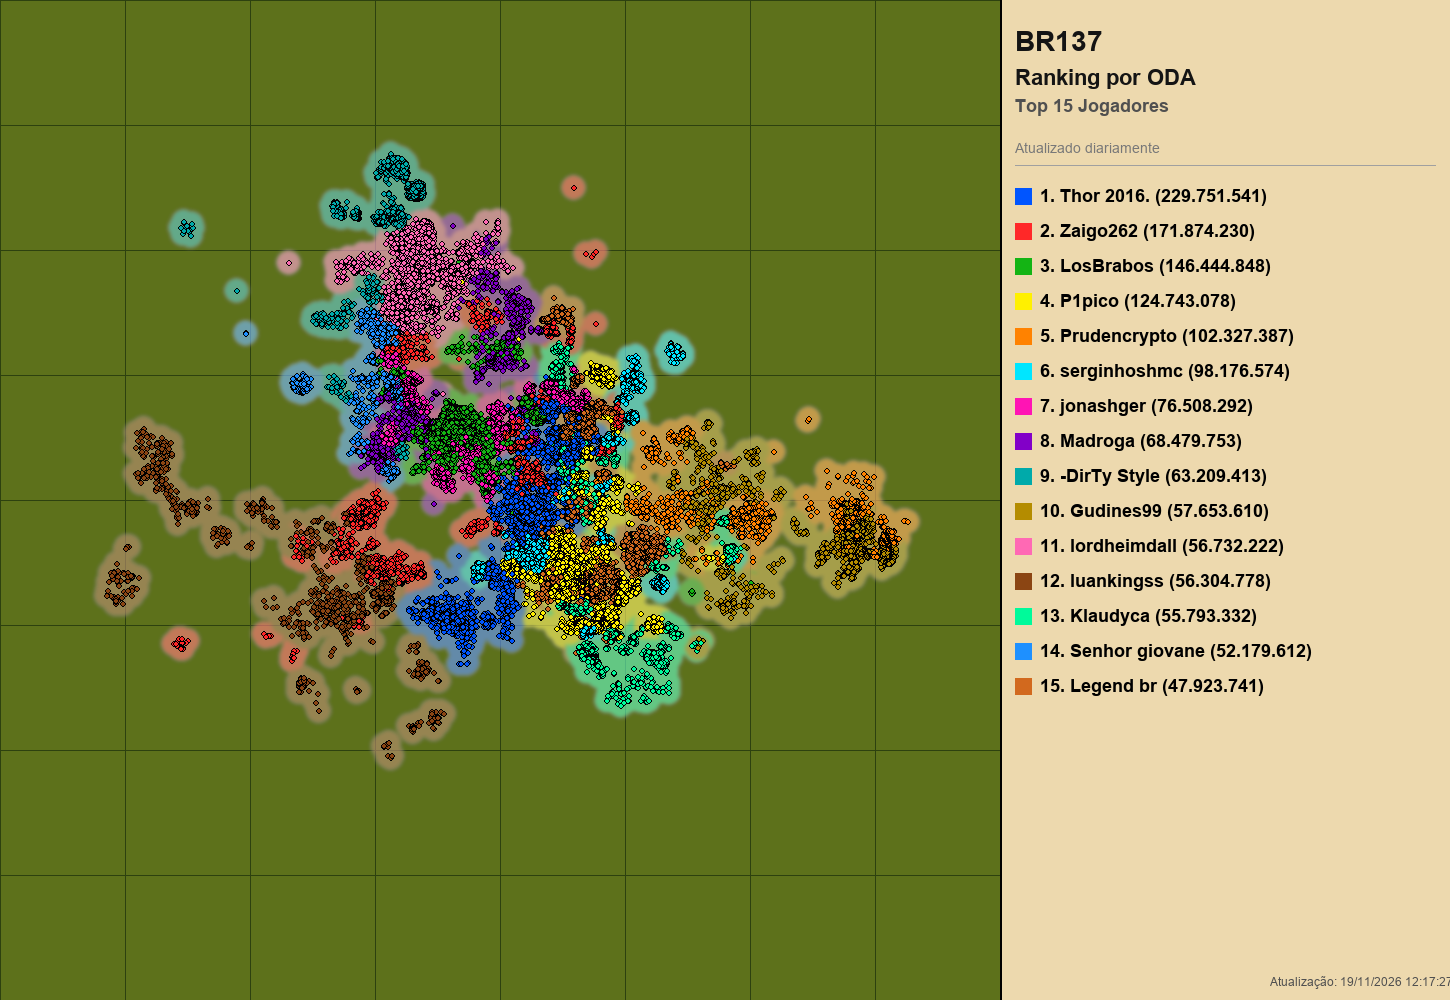 BR137
Ranking por ODA
Top 15 Jogadores
Atualizado diariamente
1. Thor 2016. (229.751.541)
2. Zaigo262 (171.874.230)
3. LosBrabos (146.444.848)
4. P1pico (124.743.078)
5. Prudencrypto (102.327.387)
6. serginhoshmc (98.176.574)
7. jonashger (76.508.292)
8. Madroga (68.479.753)
9. -DirTy Style (63.209.413)
10. Gudines99 (57.653.610)
11. lordheimdall (56.732.222)
12. luankingss (56.304.778)
13. Klaudyca (55.793.332)
14. Senhor giovane (52.179.612)
15. Legend br (47.923.741)
Atualização: 19/11/2026 12:17:27